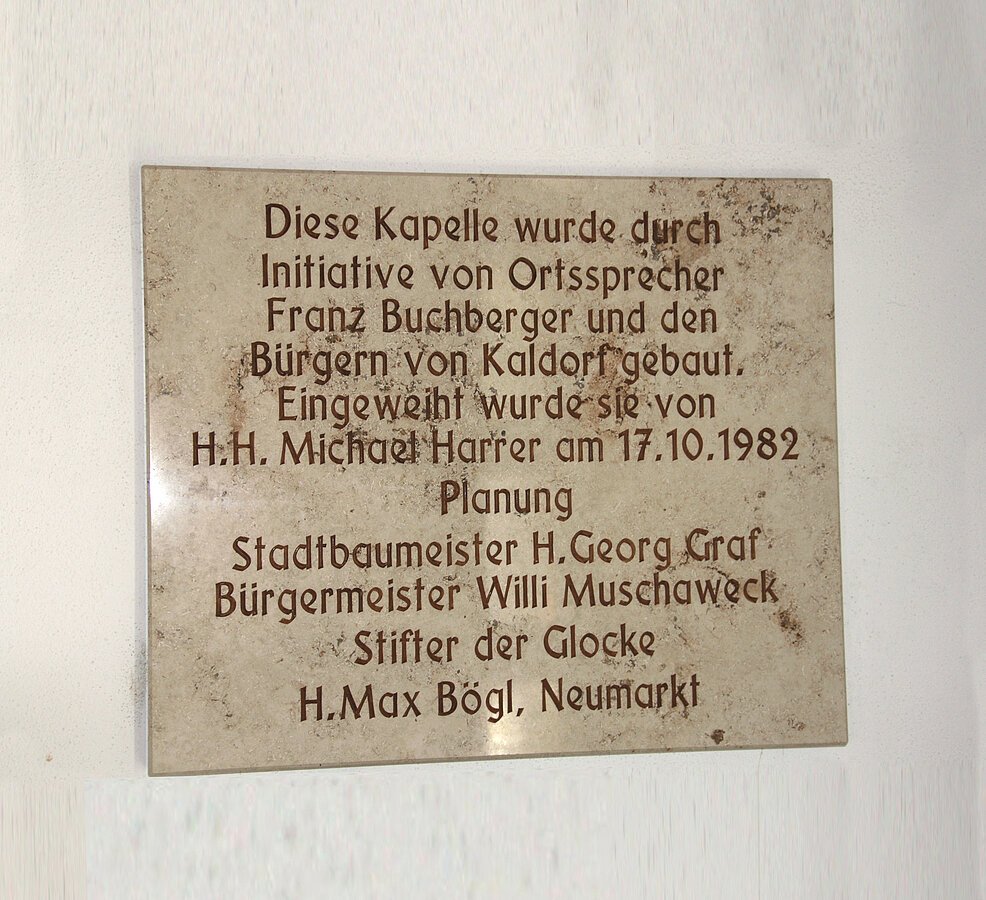 Diese Kapelle wurde durch
Initiative von Ortssprecher
Franz Buchberger und den
Bürgern von Kaldorf gebaut.
Eingeweiht wurde sie von
H.H. Michael Harrer am 17.10.1982
Planung
Stadtbaumeister H.Georg Graf
Bürgermeister Willi Muschaweck
Stifter der Glocke
H.Max Bögl, Neumarkt